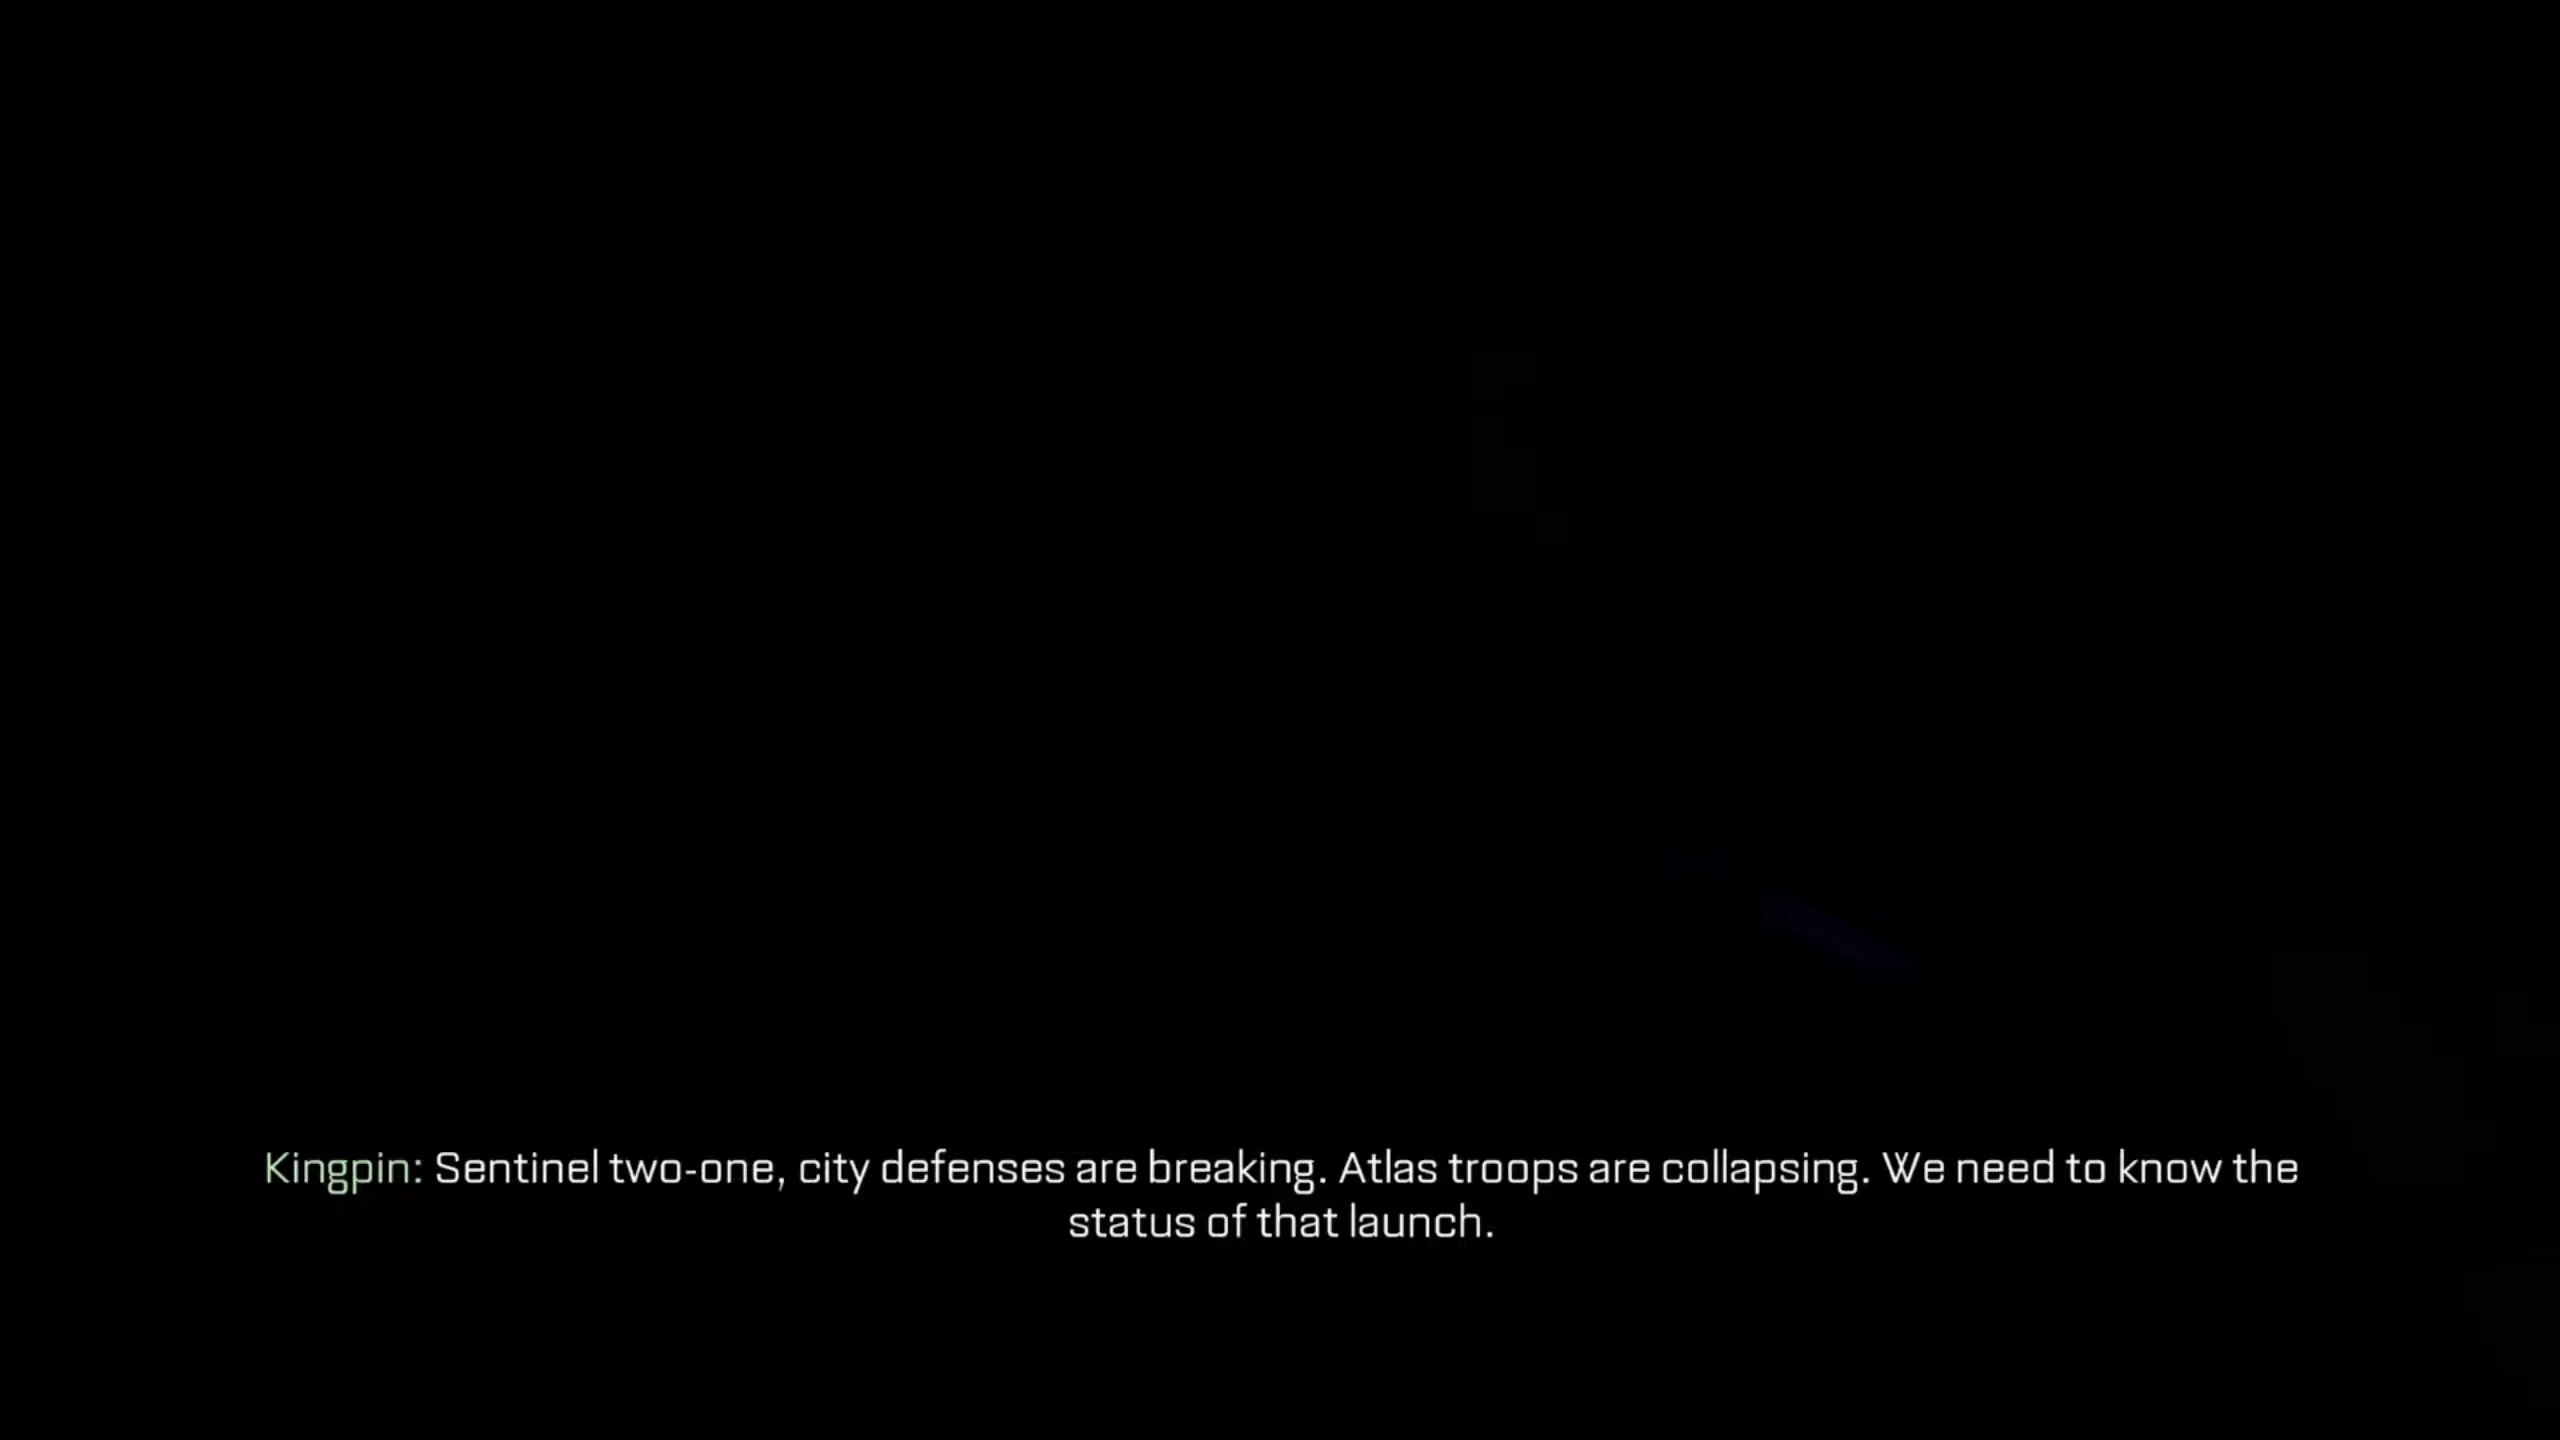 Kingpin: Sentinel two-one, city defenses are breaking. Atlas troops are collapsing. We need to know the
status of that launch.